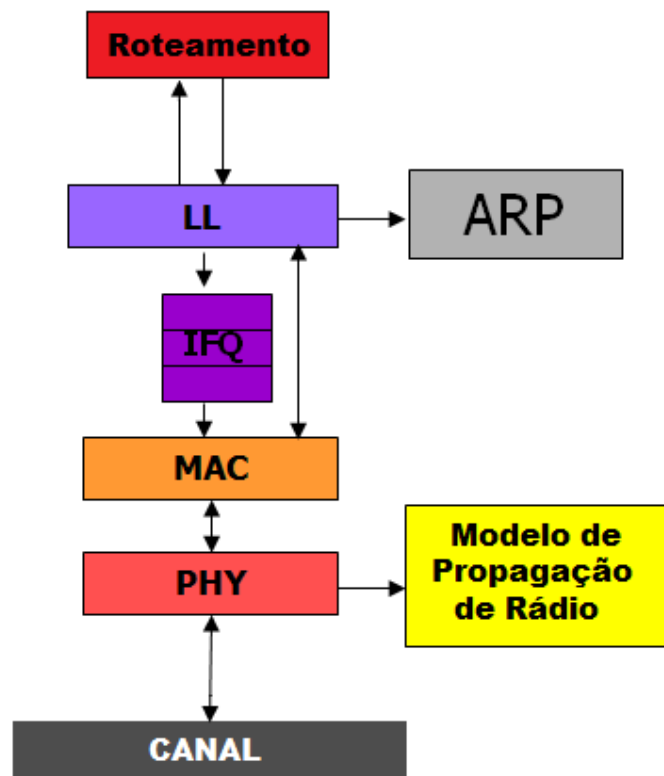 Roteamento
LL
ARP
IFQ
MAC
PHY
Modelo de
Propagação
de Rádio
CANAL